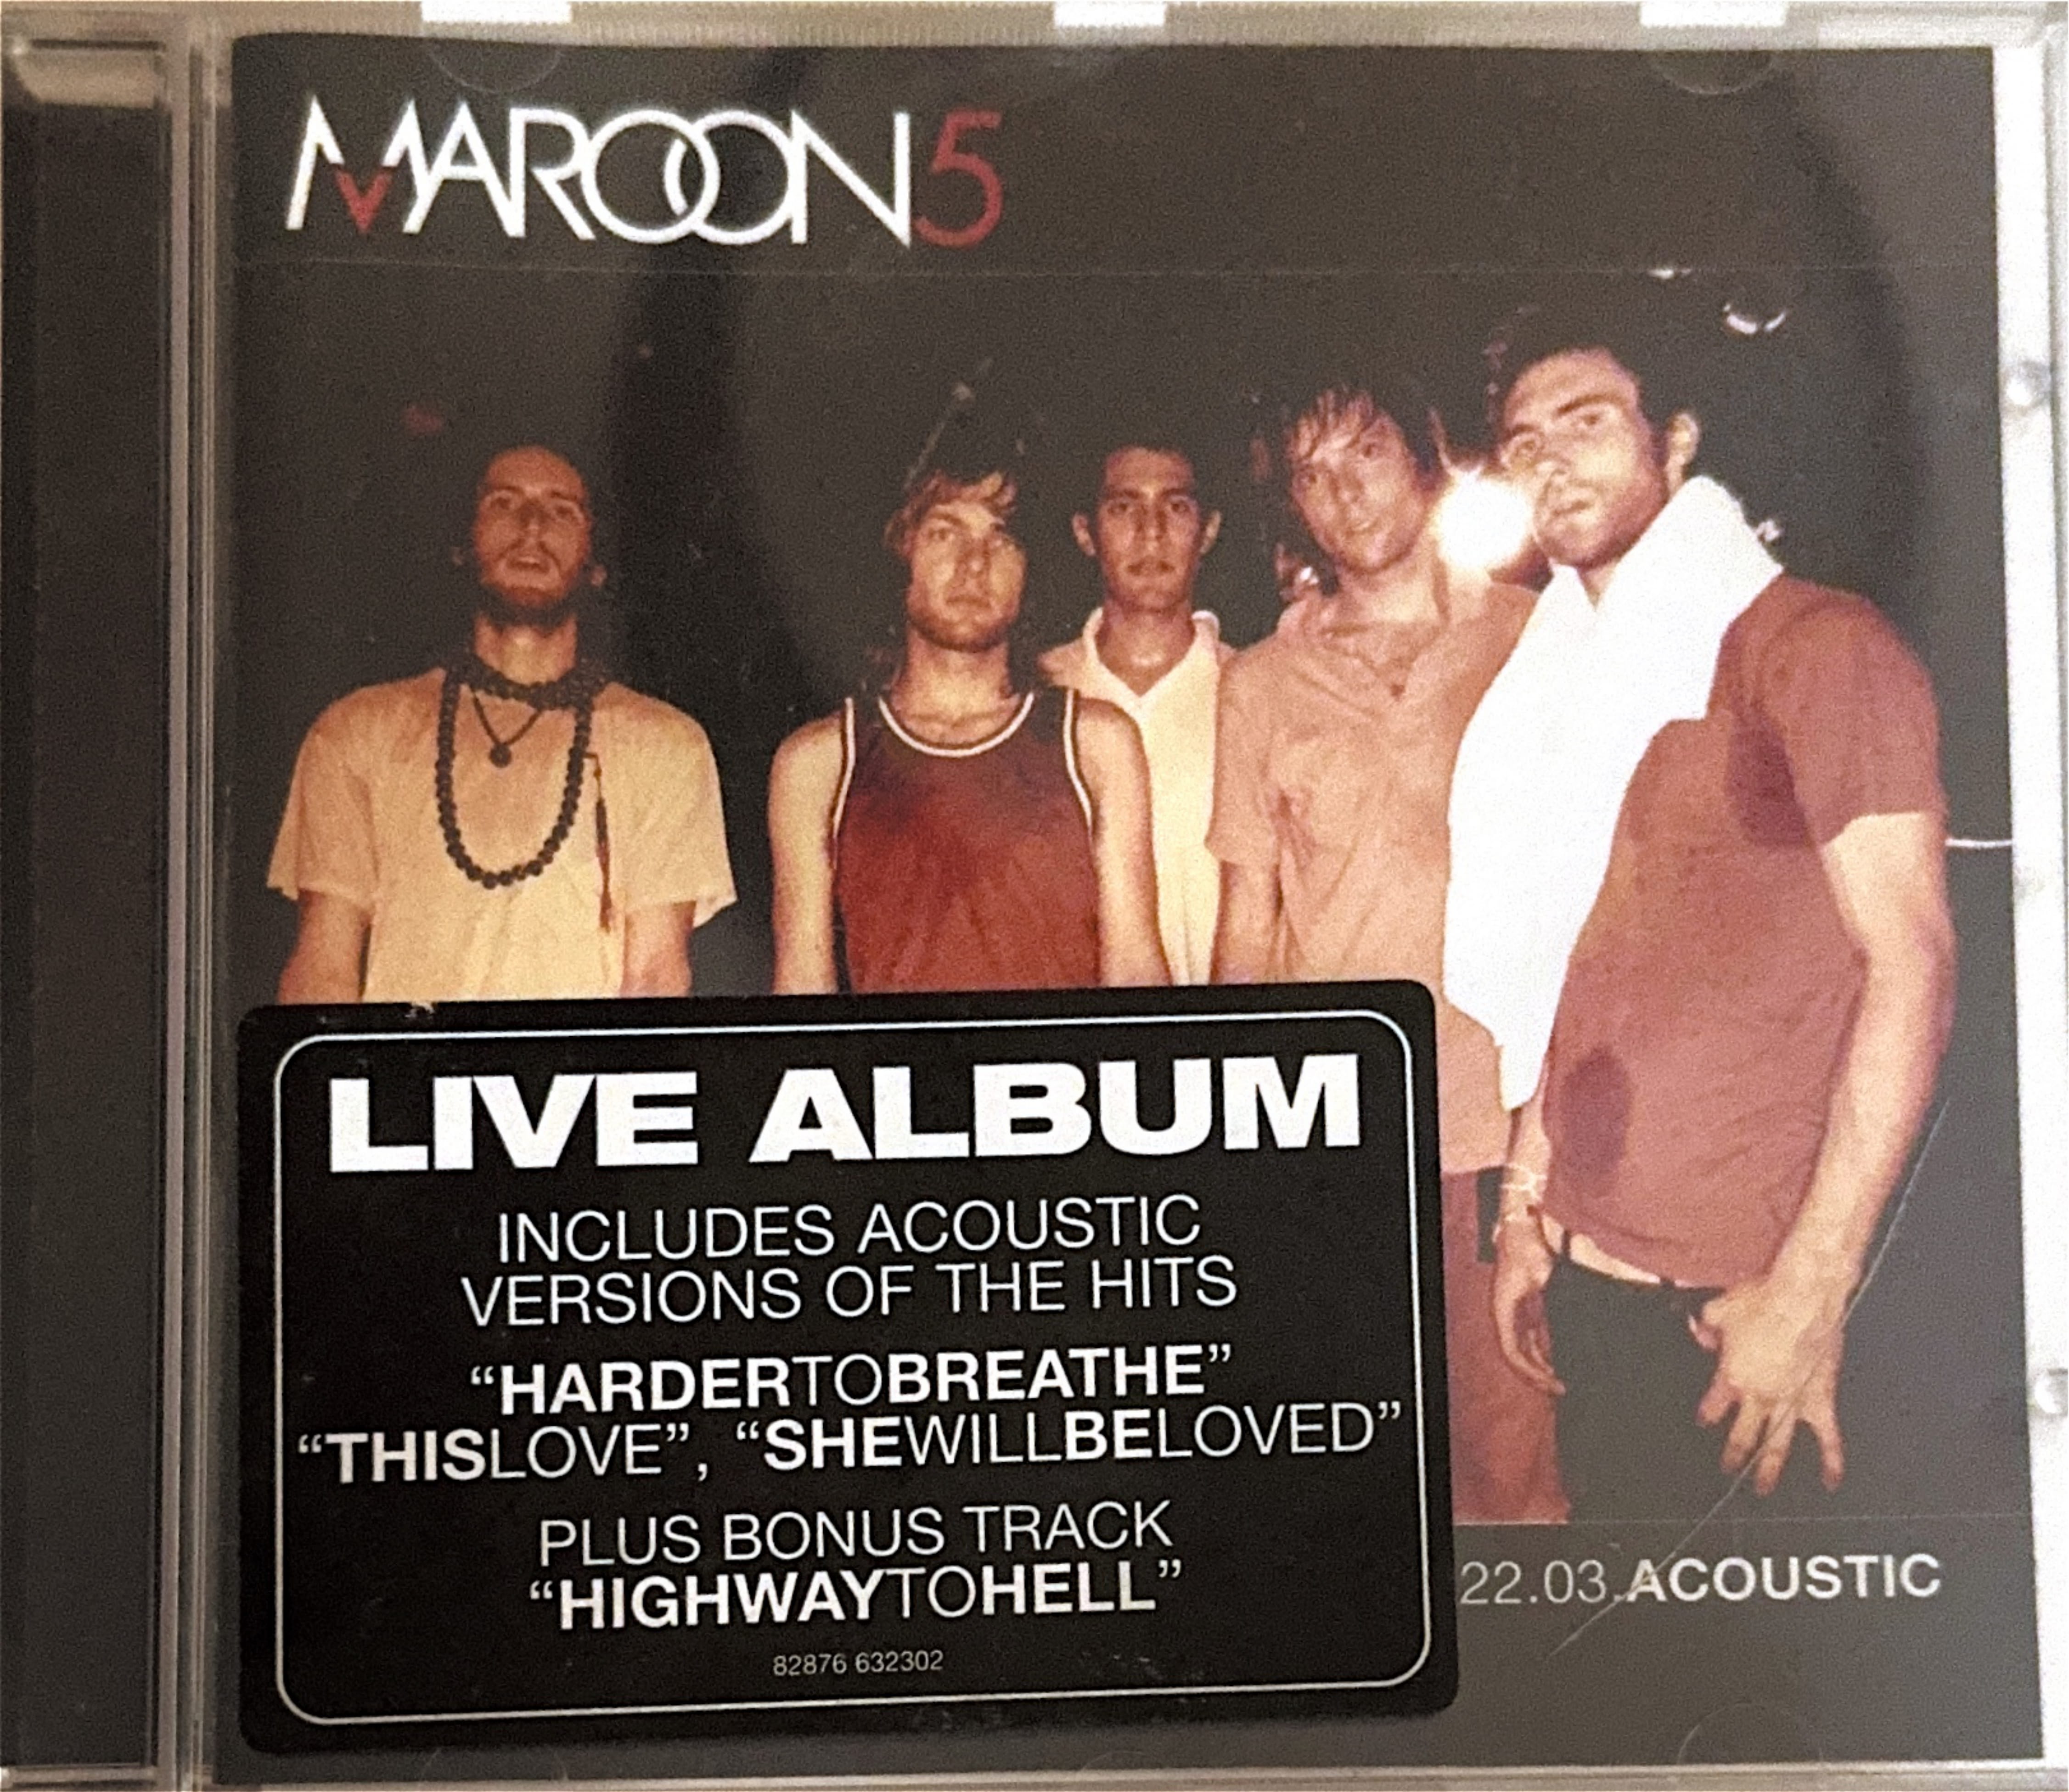 MAROON5
LIVE ALBUM
INCLUDES ACOUSTIC
VERSIONS OF THE HITS
“HARDERTOBREATHE”
“THISLOVE”, “SHEWILLBELOVED”
PLUS BONUS TRACK
“HIGHWAYTOHELL”
82876 632302
22.03.ACOUSTIC